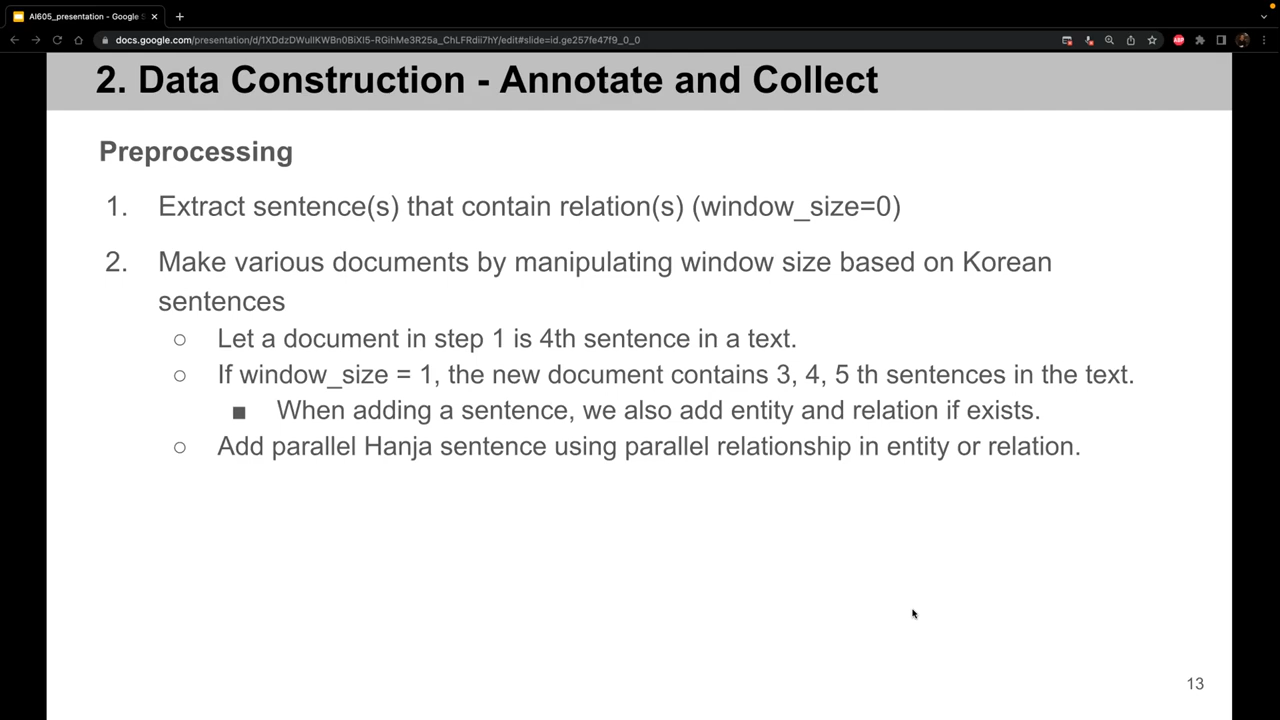 AI605_presentation - Google S
docs.google.com/presentation/d/1XDdzDWulIKWBn0BiXI5-RGihMe3R25a_ChLFRdii7hY/edit#slide=id.ge257fe47f9_0_0
ABP
2. Data Construction - Annotate and Collect
Preprocessing
1. Extract sentence(s) that contain relation(s) (window_size=0)
2. Make various documents by manipulating window size based on Korean
sentences
○ Let a document in step 1 is 4th sentence in a text.
○ If window_size = 1, the new document contains 3, 4, 5 th sentences in the text.
■ When adding a sentence, we also add entity and relation if exists.
○ Add parallel Hanja sentence using parallel relationship in entity or relation.
13